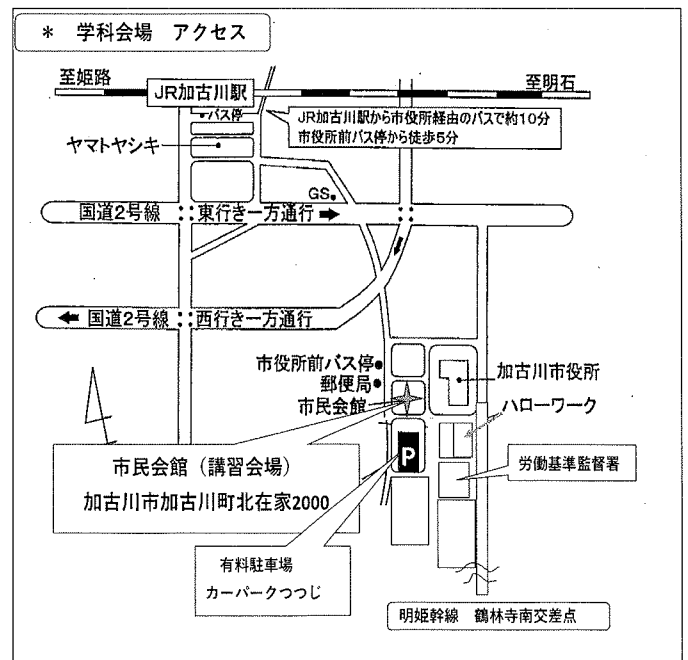 * 学科会場 アクセス
至姫路
JR加古川駅
至明石
バス停
JR加古川駅から市役所経由のバスで約10分
市役所前バス停から徒歩5分
ヤマトヤシキ
GS
国道2号線
東行き一方通行
国道2号線
西行き一方通行
市役所前バス停
郵便局
市民会館
加古川市役所
ハローワーク
労働基準監督署
市民会館（講習会場）
加古川市加古川町北在家2000
P
有料駐車場
カーパークつつじ
明姫幹線 鶴林寺南交差点